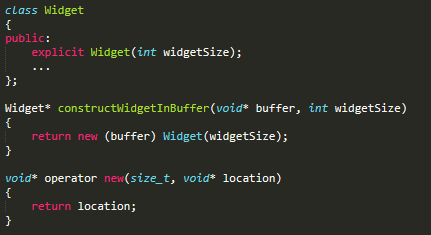 class Widget
{
public:
    explicit Widget(int widgetSize);
    ...
};
Widget* constructWidgetInBuffer(void* buffer, int widgetSize)
{
    return new (buffer) Widget(widgetSize);
}
void* operator new(size_t, void* location)
{
    return location;
}